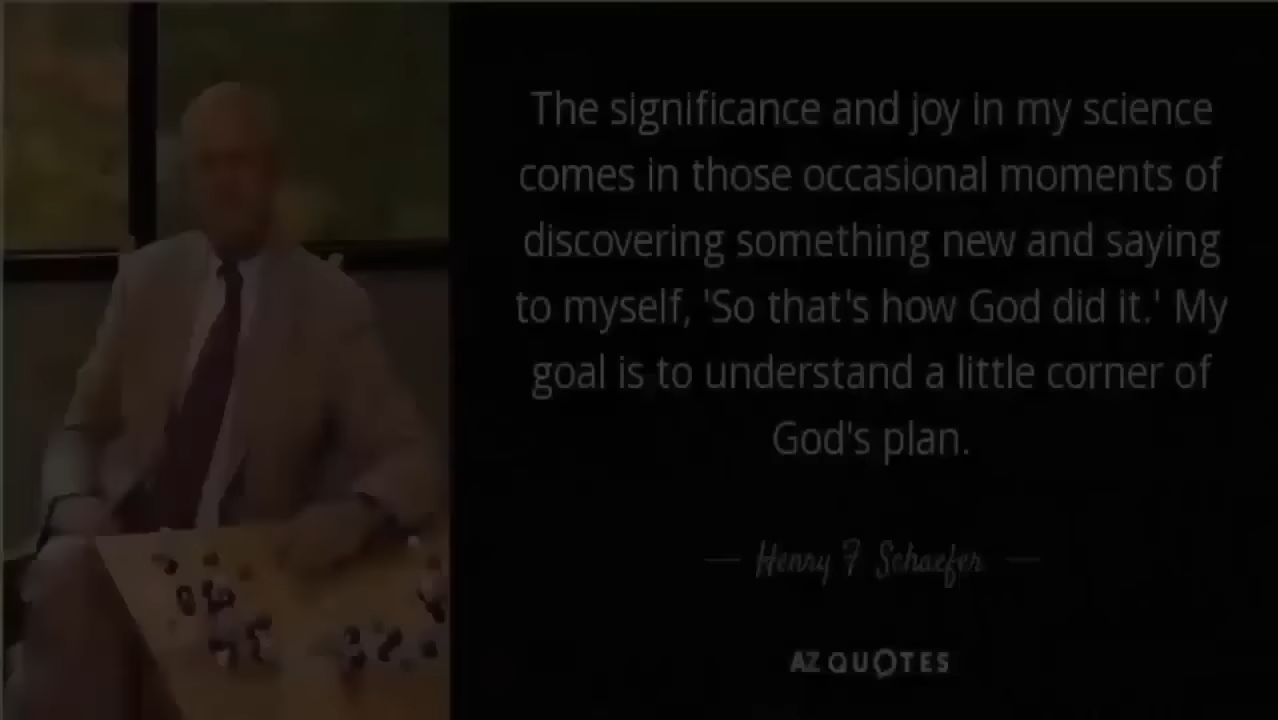 The significance and joy in my science
comes in those occasional moments of
discovering something new and saying
to myself, 'So that's how God did it.' My
goal is to understand a little corner of
God's plan.
— Henry F Schaefer —
AZ QUOTES